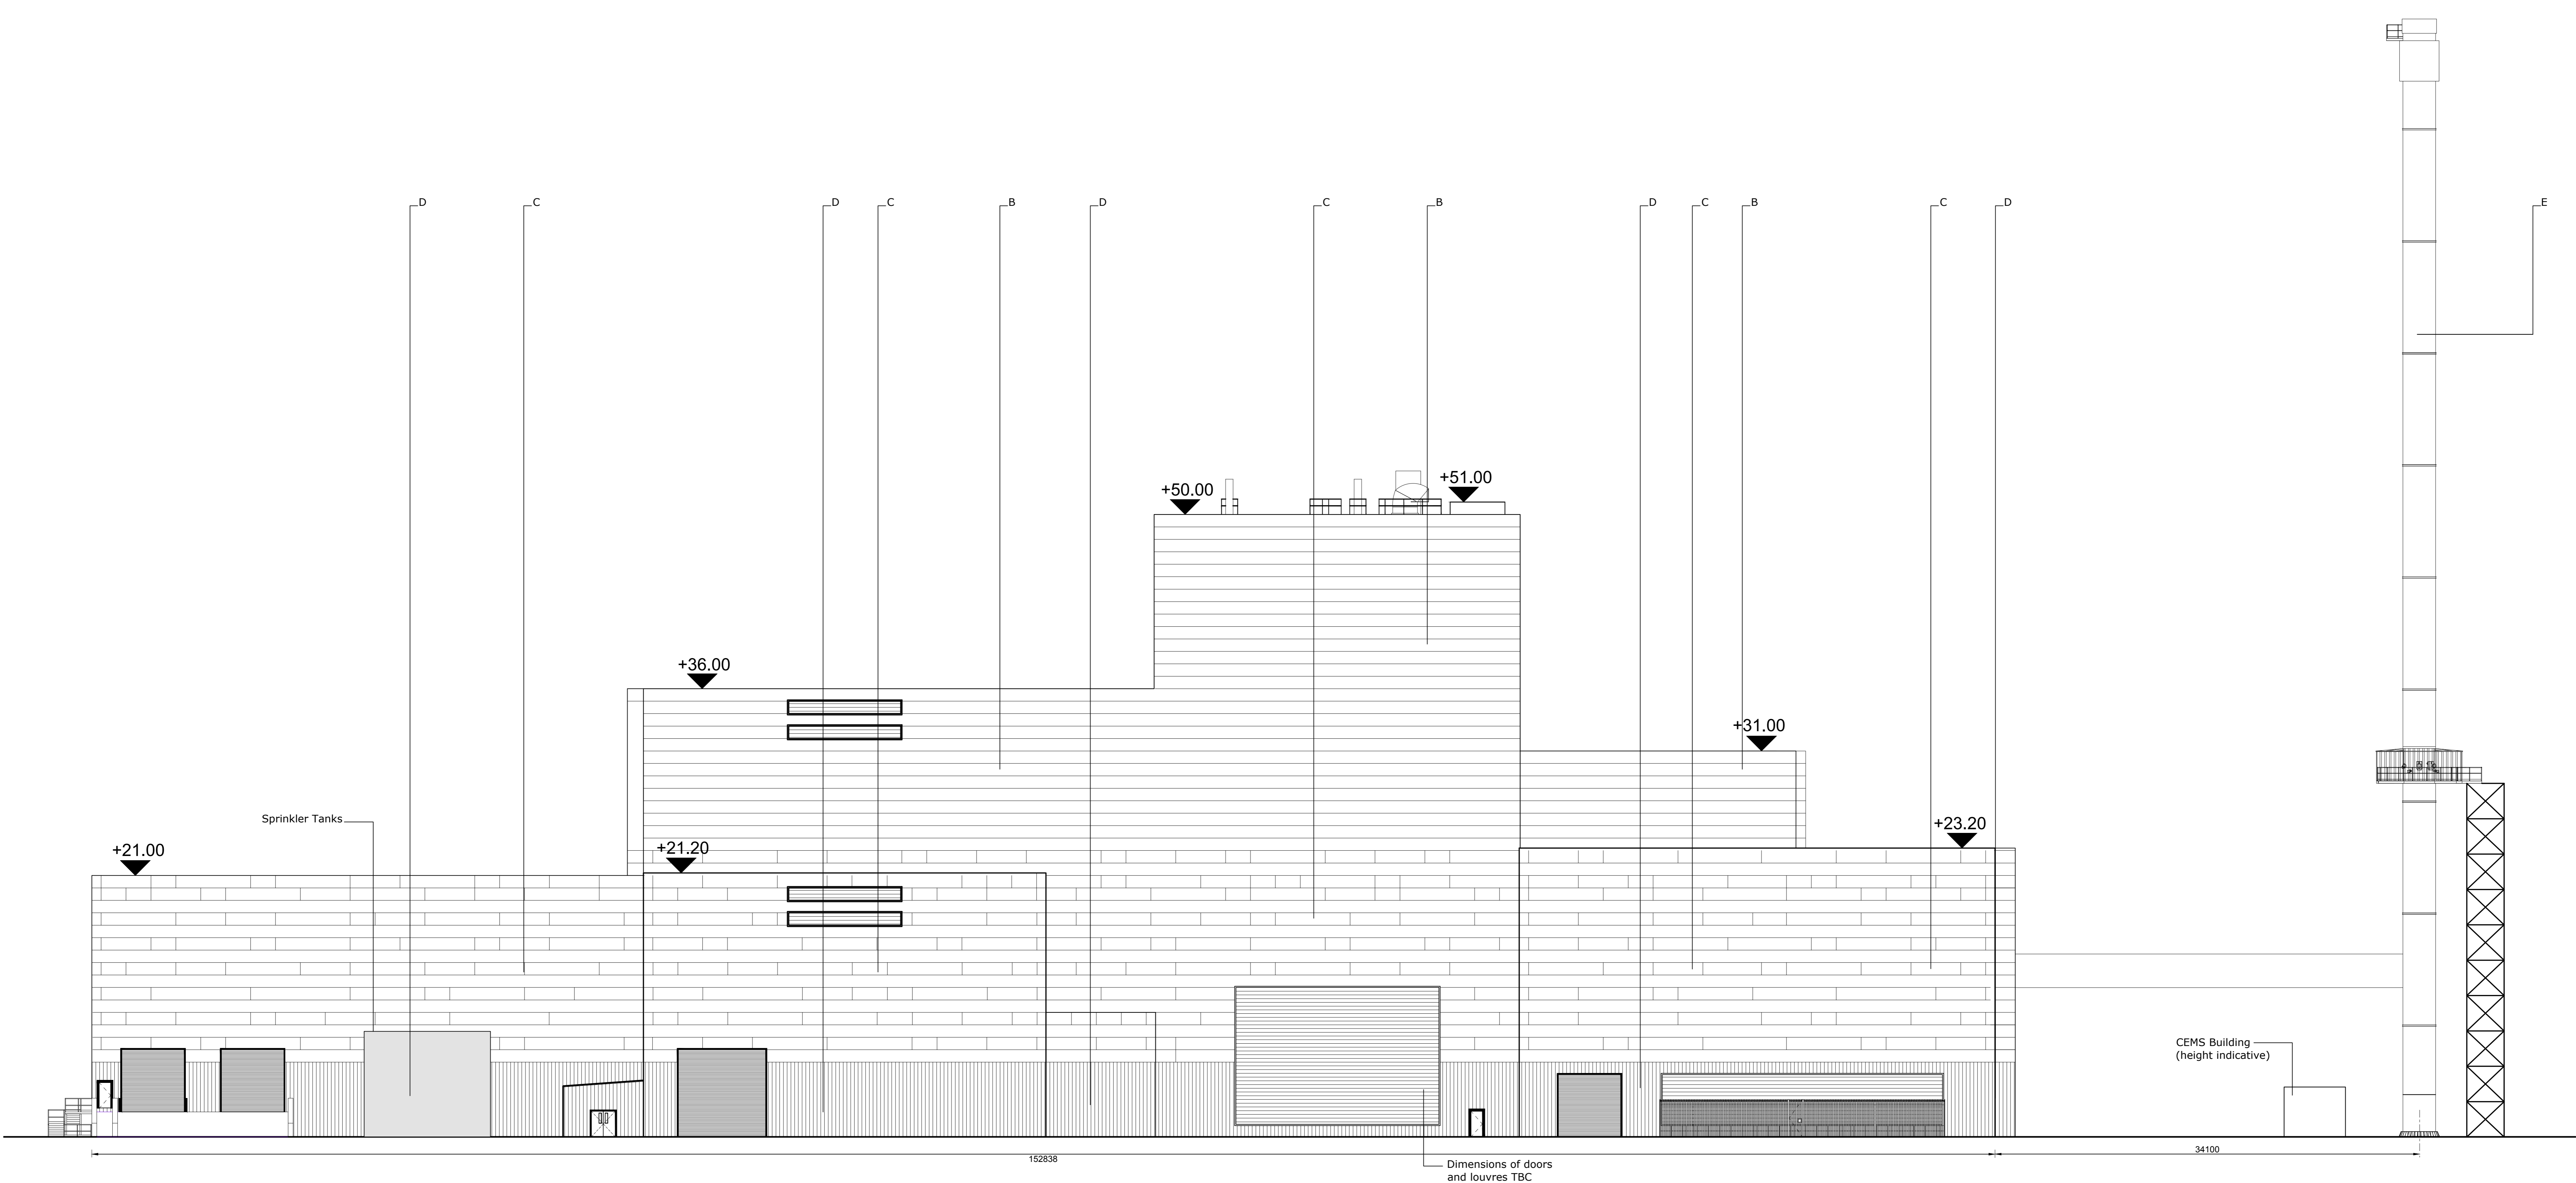 D
C
D
C
B
D
C
B
D
C
B
C
D
E
+50.00
+51.00
+36.00
+31.00
Sprinkler Tanks
+21.00
+21.20
+23.20
CEMS Building
(height indicative)
152838
34100
Dimensions of doors
and louvres TBC